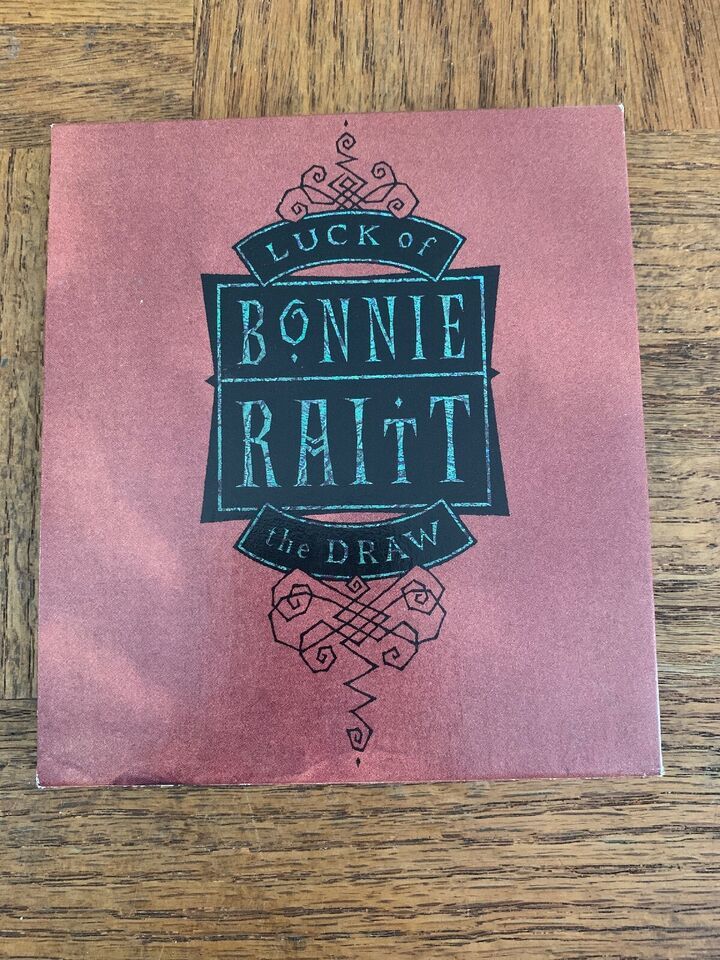 LUCK of
BONNIE
RAITT
the DRAW